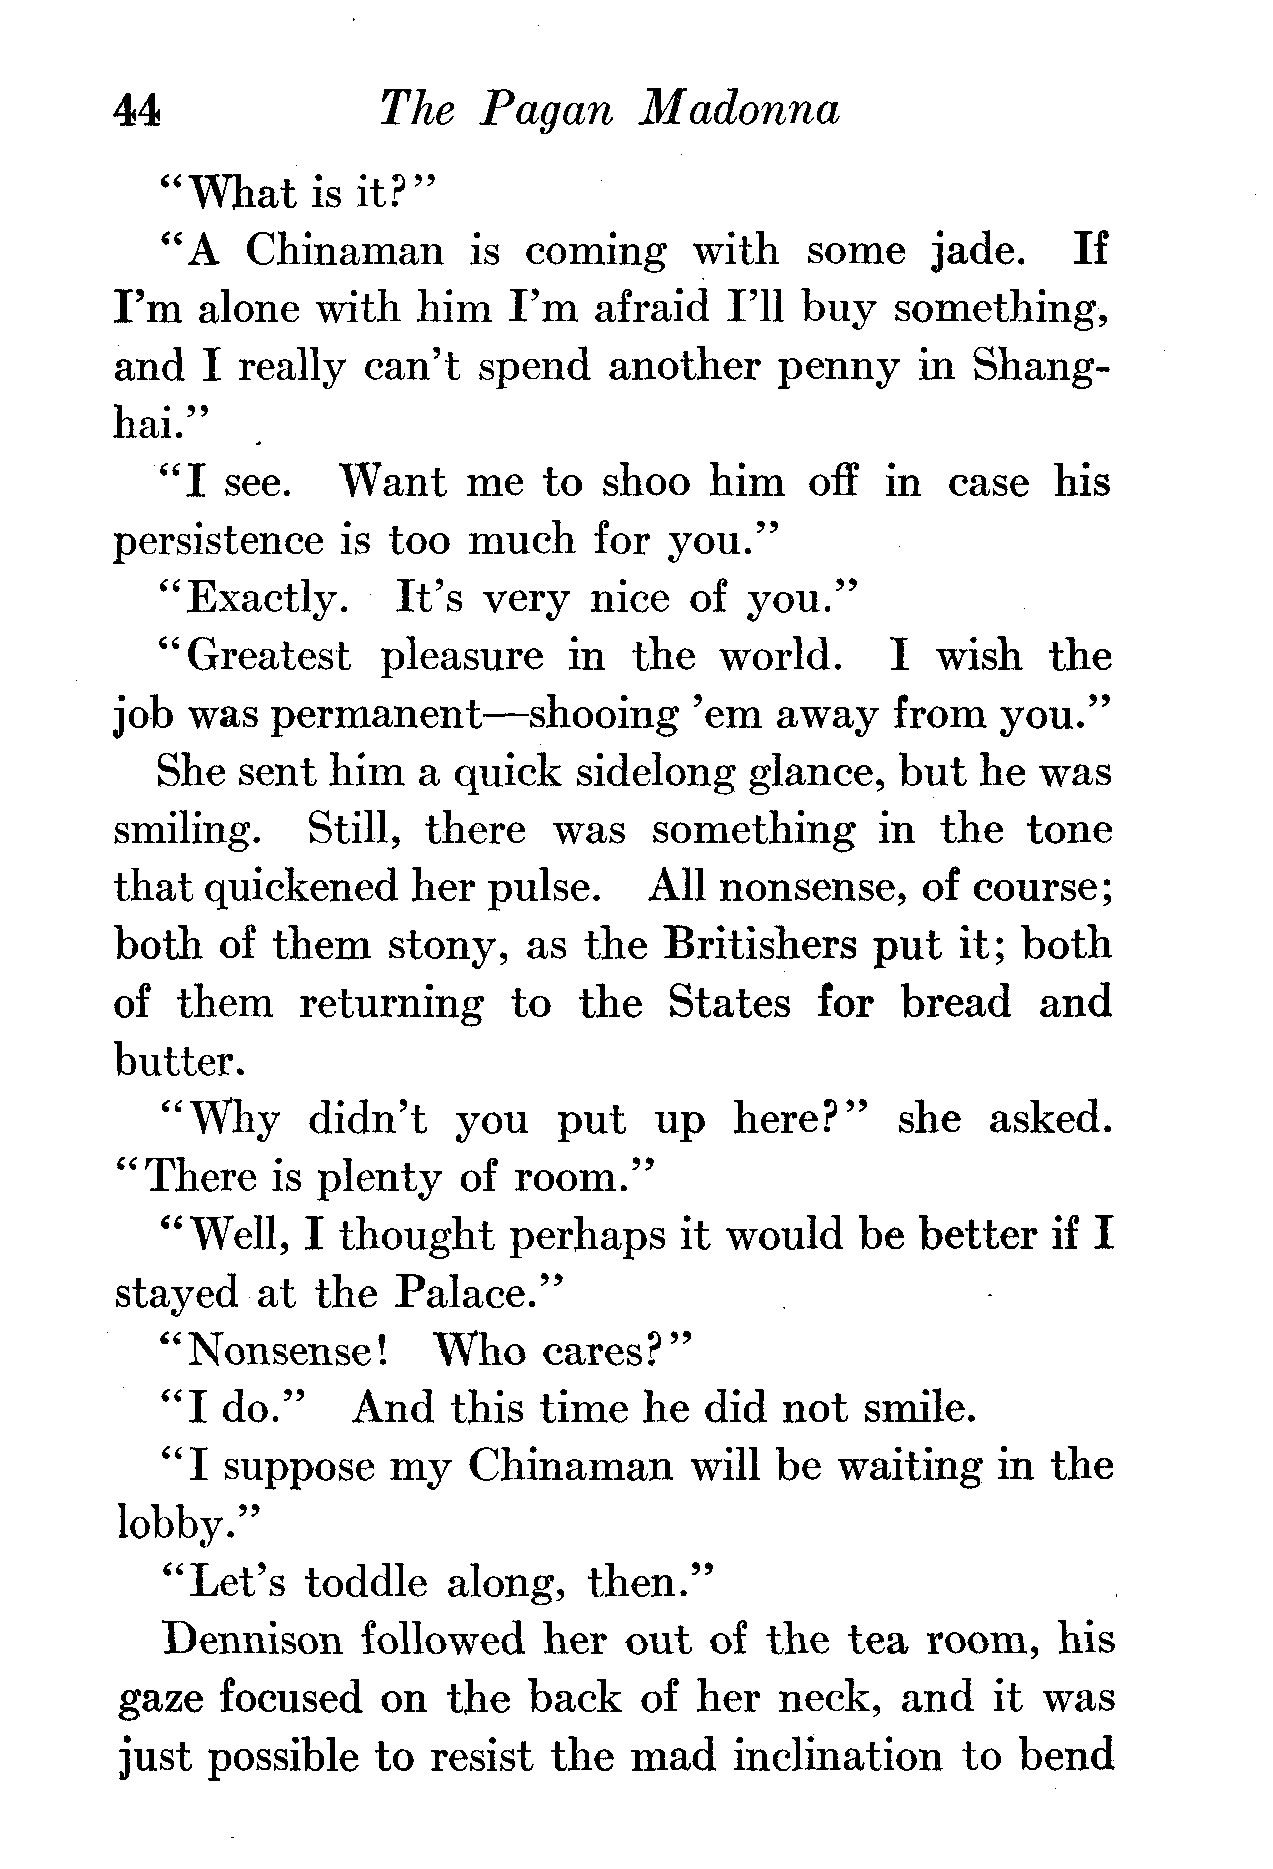 44 The Pagan Madonna
“What is it?”
“A Chinaman is coming with some jade. If
I’m alone with him I’m afraid I’ll buy something,
and I really can’t spend another penny in Shang-
hai.”
“I see. Want me to shoo him off in case his
persistence is too much for you.”
“Exactly. It’s very nice of you.”
“Greatest pleasure in the world. I wish the
job was permanent—shooing ’em away from you.”
She sent him a quick sidelong glance, but he was
smiling. Still, there was something in the tone
that quickened her pulse. All nonsense, of course;
both of them stony, as the Britishers put it; both
of them returning to the States for bread and
butter.
“Why didn’t you put up here?” she asked.
“There is plenty of room.”
“Well, I thought perhaps it would be better if I
stayed at the Palace.”
“Nonsense! Who cares?”
“I do.” And this time he did not smile.
“I suppose my Chinaman will be waiting in the
lobby.”
“Let’s toddle along, then.”
Dennison followed her out of the tea room, his
gaze focused on the back of her neck, and it was
just possible to resist the mad inclination to bend